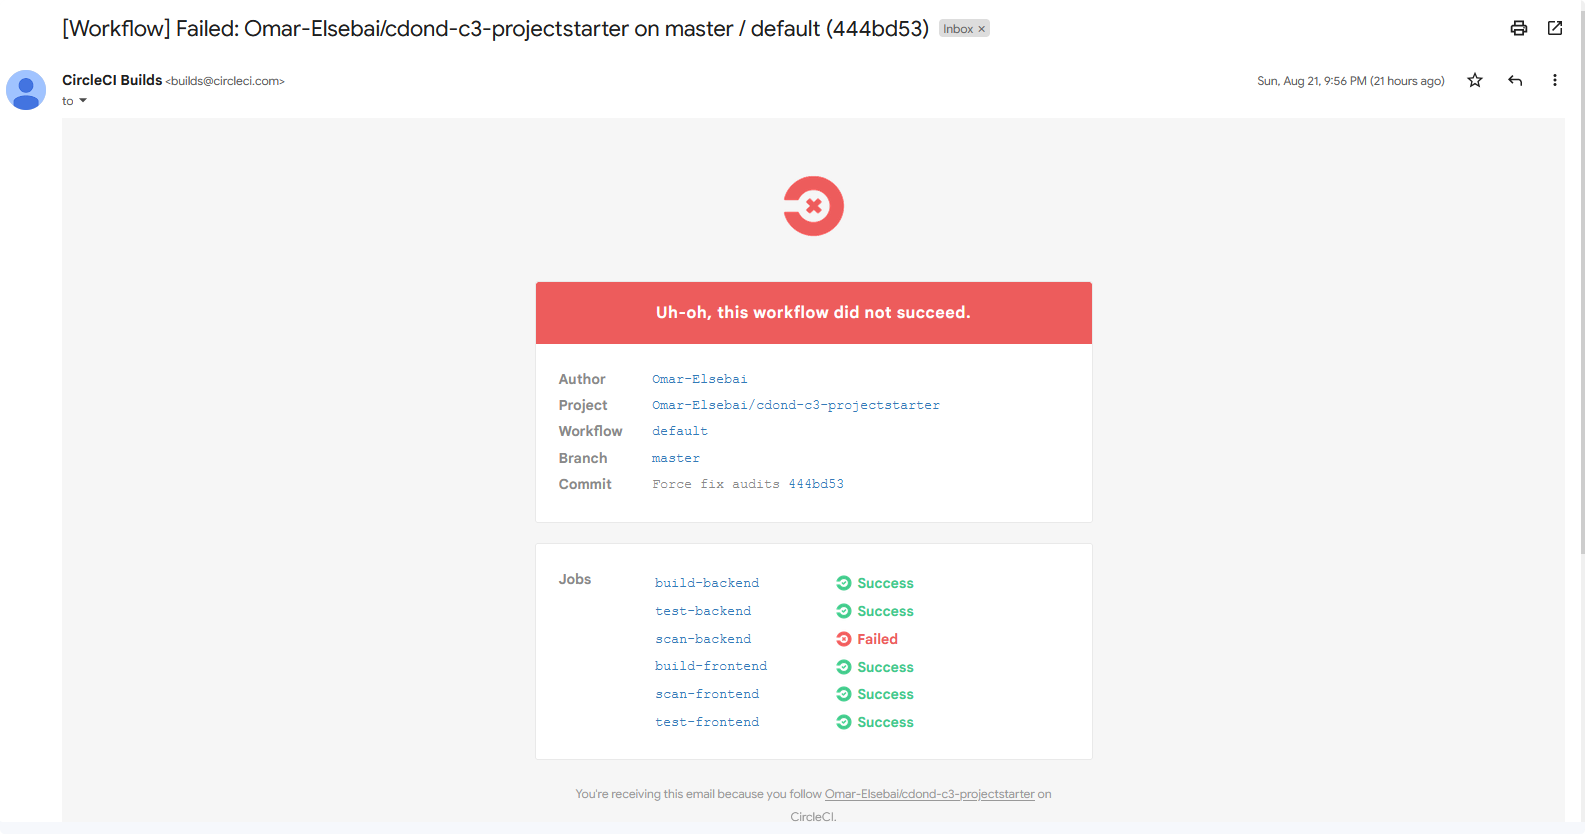 [Workflow] Failed: Omar-Elsebai/cdond-c3-projectstarter on master / default (444bd53) Inbox ×
CircleCI Builds <builds@circleci.com> Sun, Aug 21, 9:56 PM (21 hours ago)
to
Uh-oh, this workflow did not succeed.
Author Omar-Elsebai
Project Omar-Elsebai/cdond-c3-projectstarter
Workflow default
Branch master
Commit Force fix audits 444bd53
Jobs build-backend Success
test-backend Success
scan-backend Failed
build-frontend Success
scan-frontend Success
test-frontend Success
You're receiving this email because you follow Omar-Elsebai/cdond-c3-projectstarter on
CircleCI.